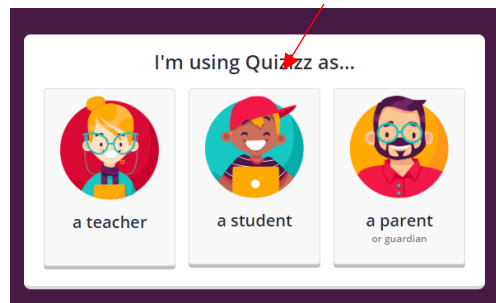 I'm using Quizizz as...
a teacher
a student
a parent
or guardian